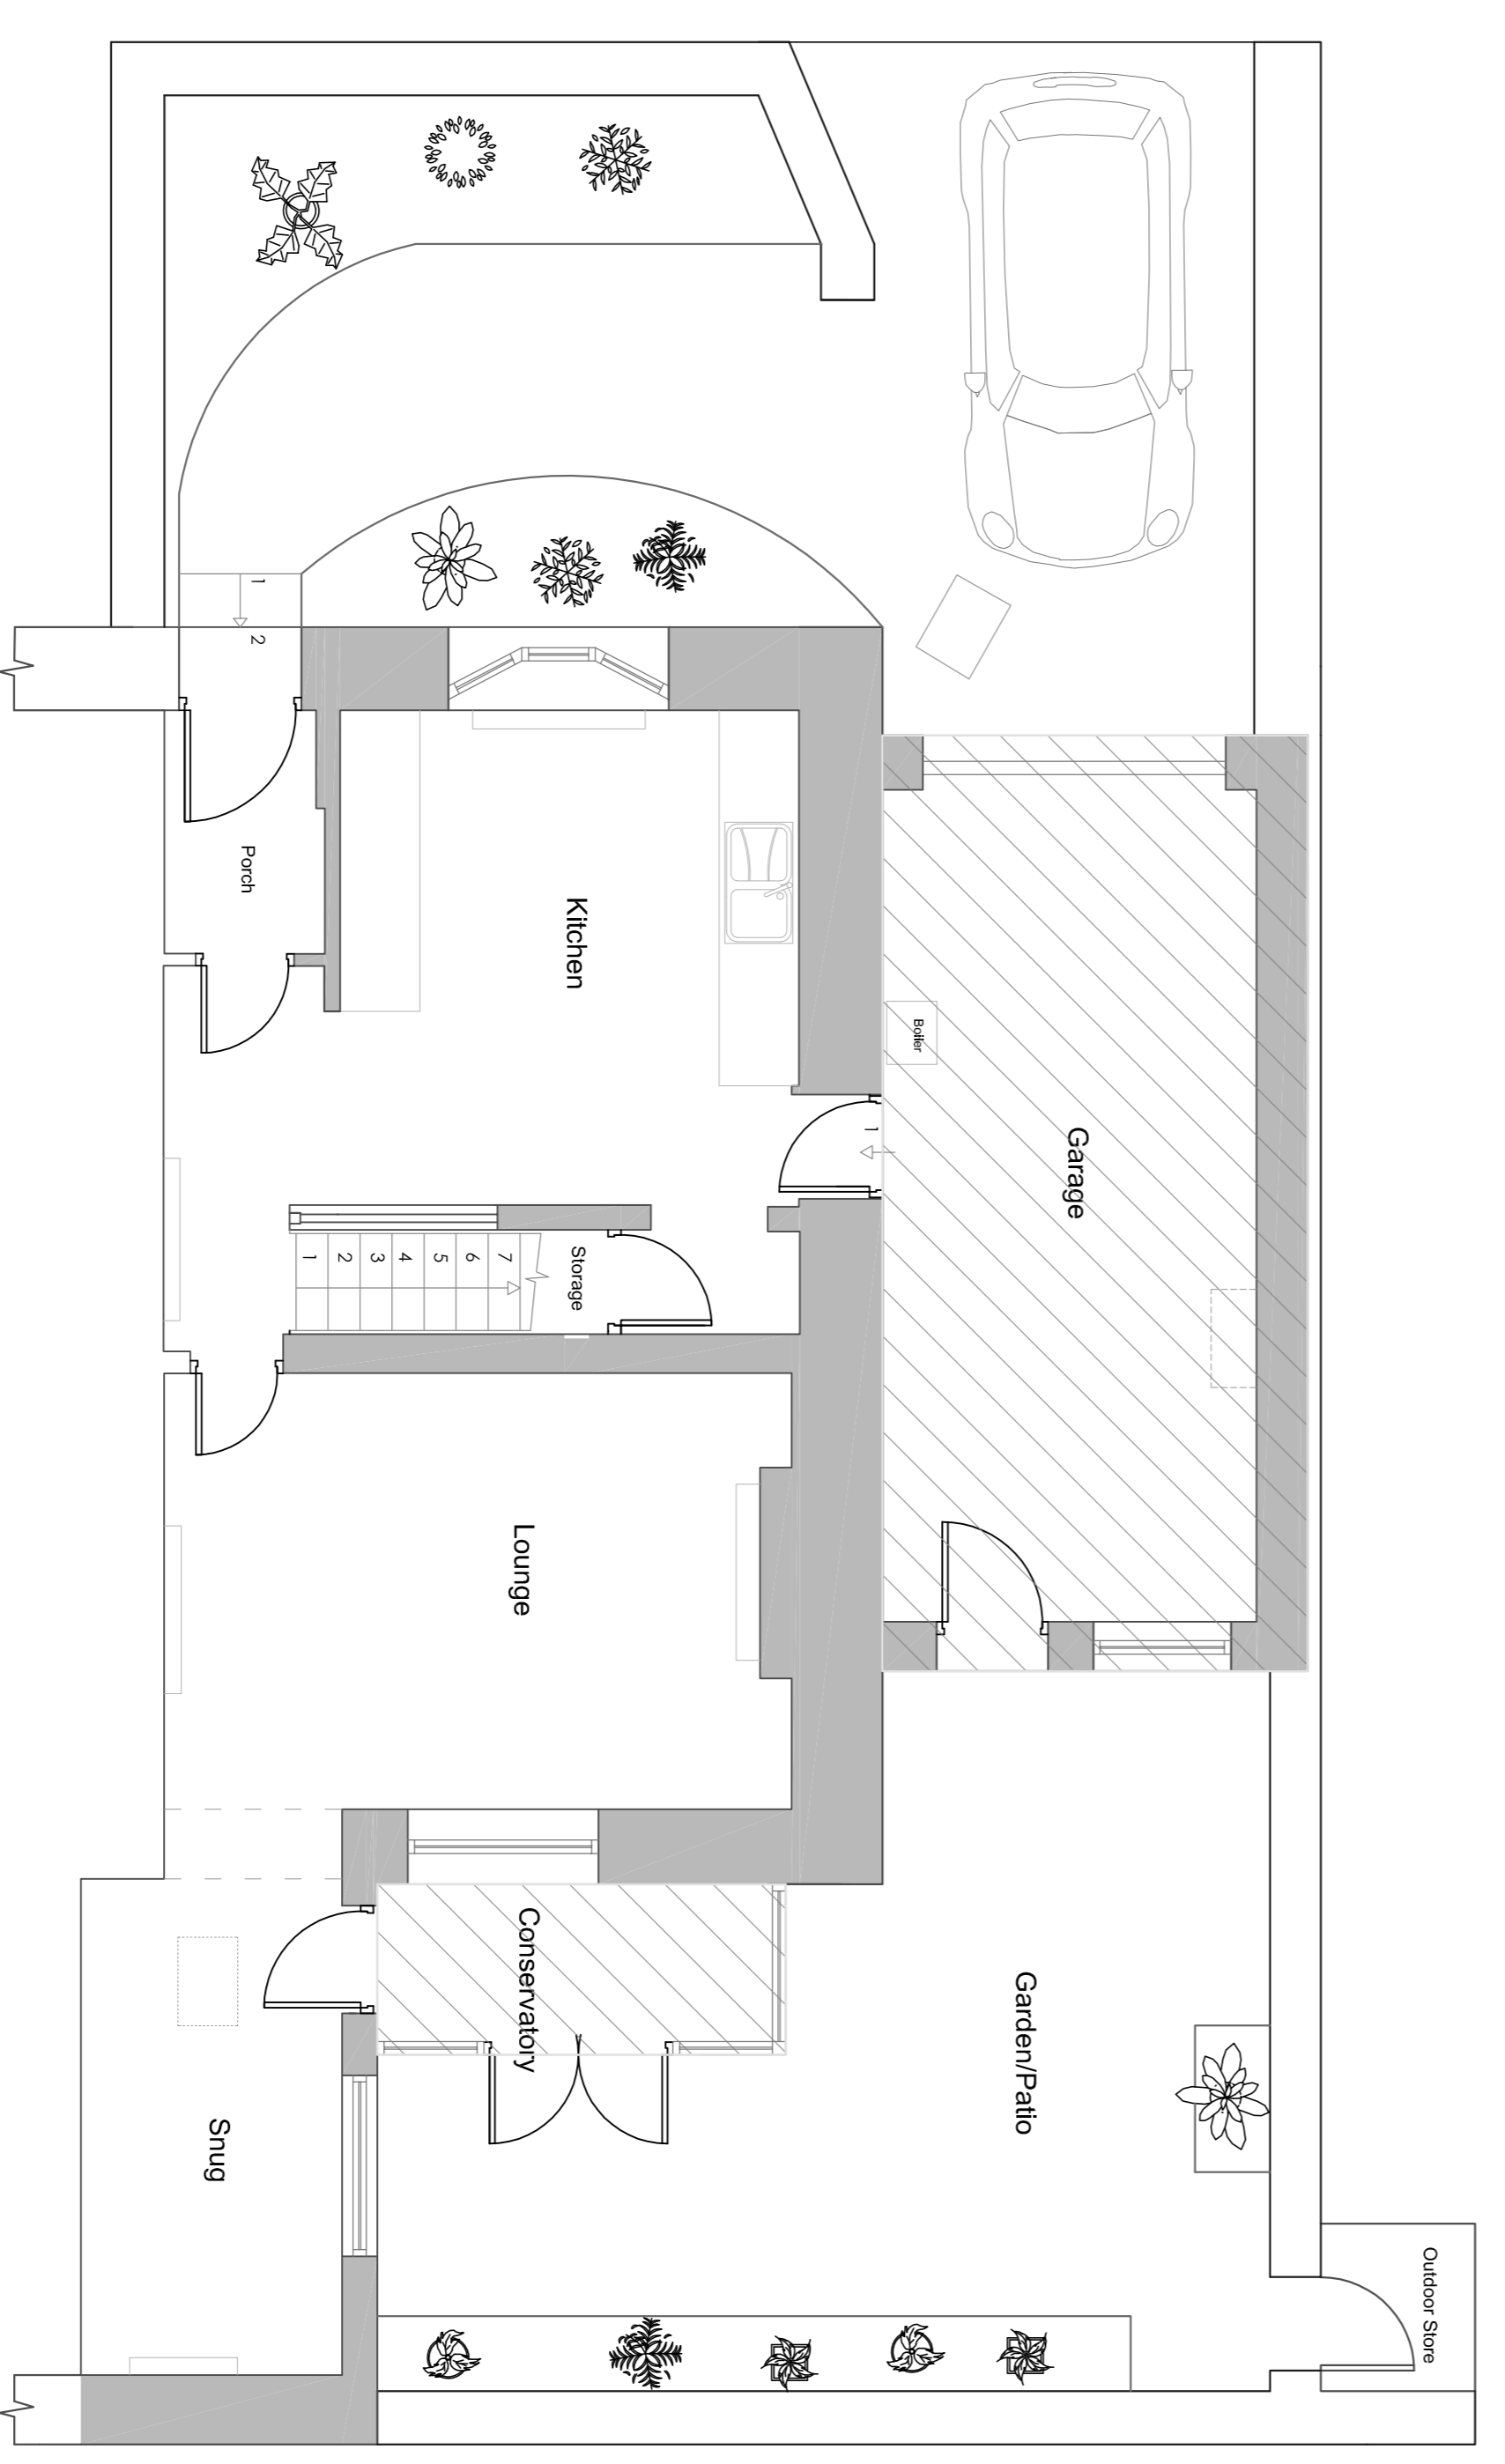 1
2
Porch
Kitchen
Boiler
1
Garage
1
2
3
4
5
6
7
Storage
Lounge
Conservatory
Garden/Patio
Snug
Outdoor Store